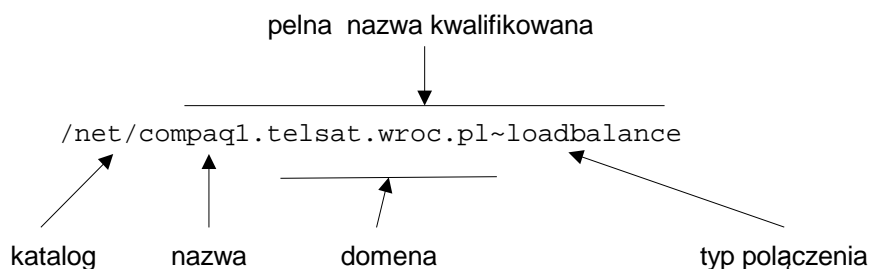 pelna nazwa kwalifikowana
/net/compaq1.telsat.wroc.pl~loadbalance
katalog nazwa domena typ połączenia